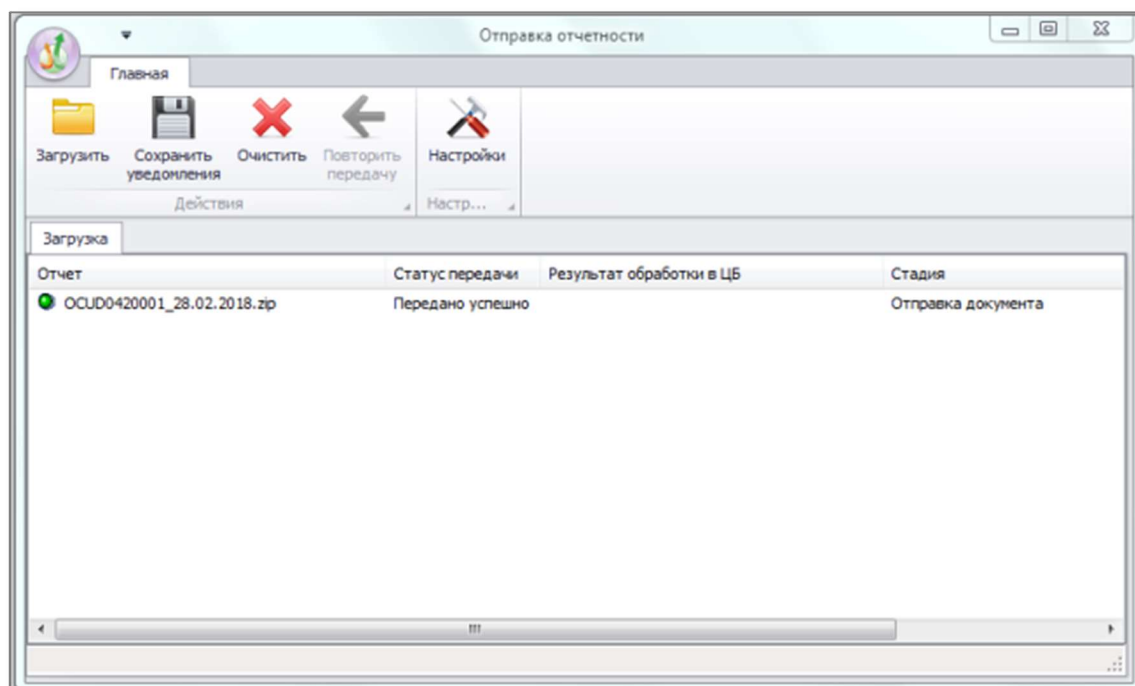 Отправка отчетности
Главная
Загрузить
Сохранить
уведомления
Очистить
Повторить
передачу
Настройки
Действия
Настр...
Загрузка
Отчет Статус передачи Результат обработки в ЦБ Стадия
OCUD0420001_28.02.2018.zip Передано успешно Отправка документа